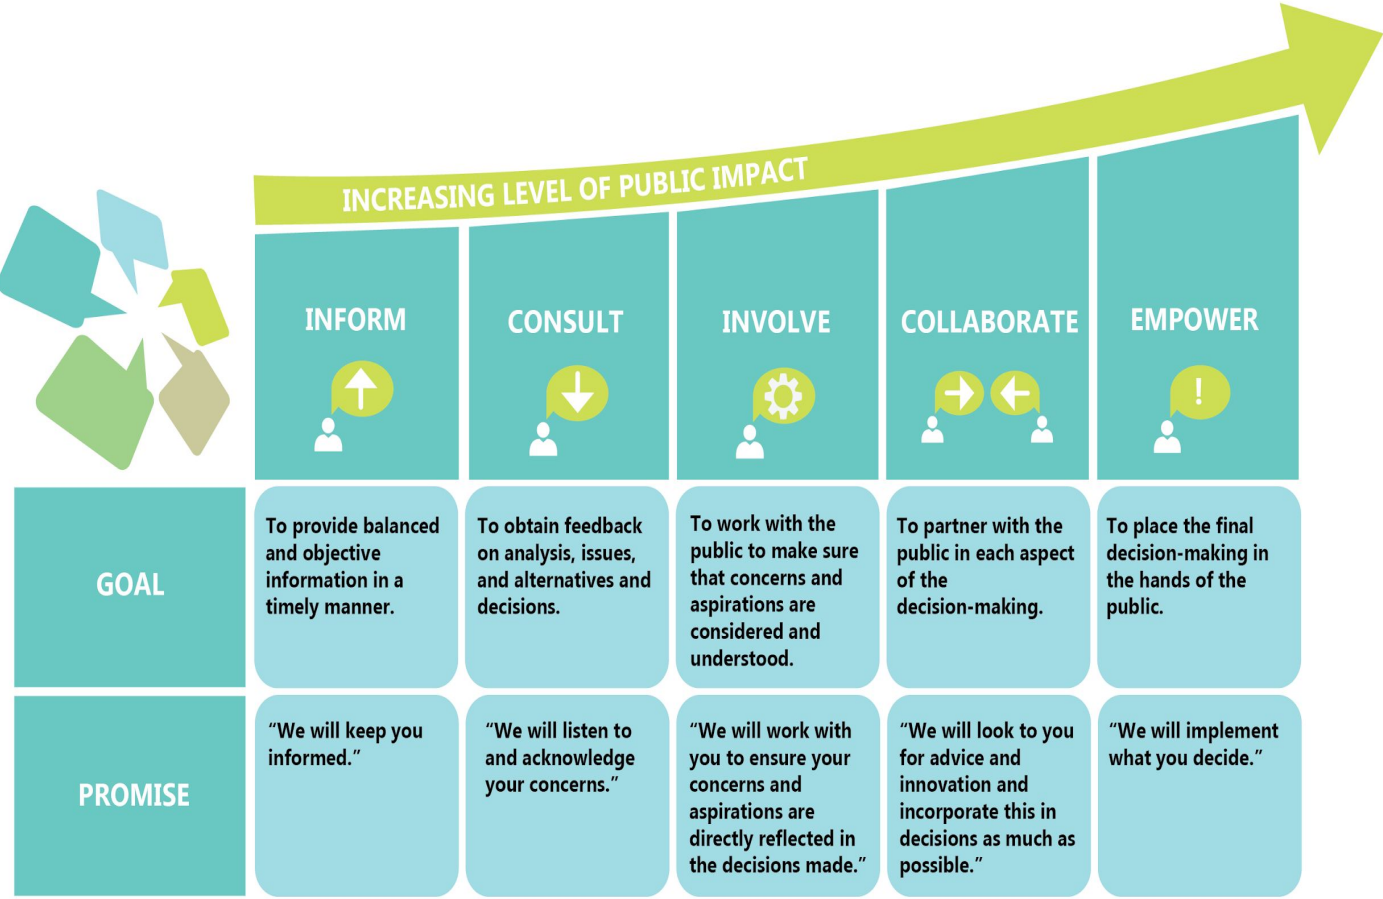 INCREASING LEVEL OF PUBLIC IMPACT
INFORM
CONSULT
INVOLVE
COLLABORATE
EMPOWER
!
GOAL
To provide balanced
and objective
information in a
timely manner.
To obtain feedback
on analysis, issues,
and alternatives and
decisions.
To work with the
public to make sure
that concerns and
aspirations are
considered and
understood.
To partner with the
public in each aspect
of the
decision-making.
To place the final
decision-making in
the hands of the
public.
PROMISE
“We will keep you
informed.”
“We will listen to
and acknowledge
your concerns.”
“We will work with
you to ensure your
concerns and
aspirations are
directly reflected in
the decisions made.”
“We will look to you
for advice and
innovation and
incorporate this in
decisions as much as
possible.”
“We will implement
what you decide.”